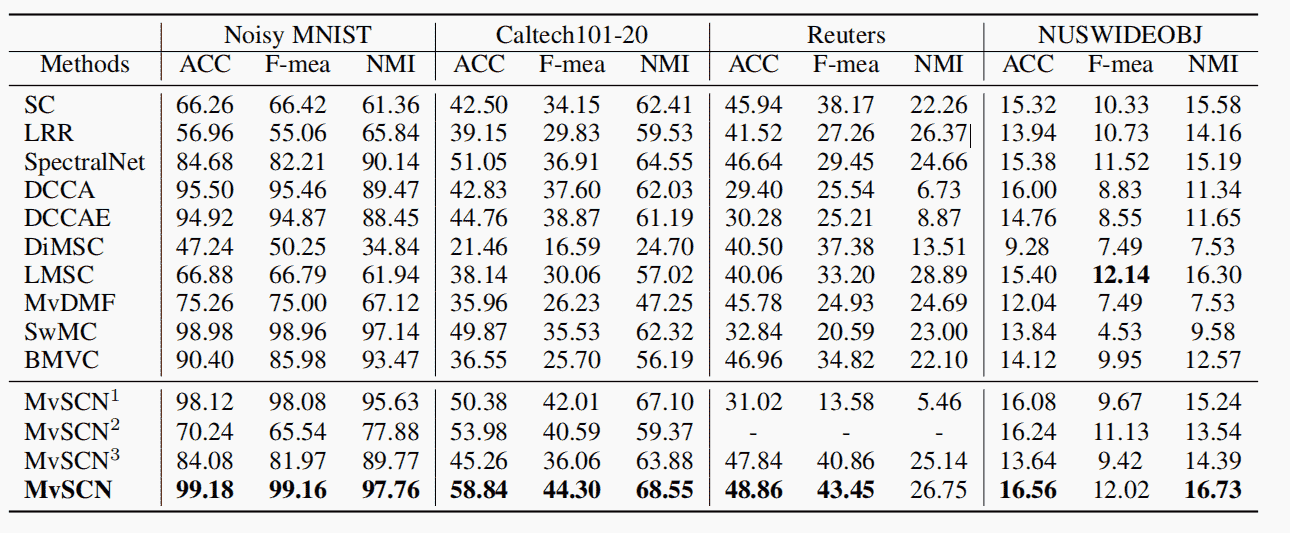 Noisy MNIST Caltech101-20 Reuters NUSWIDEOBJ
Methods ACC F-mea NMI ACC F-mea NMI ACC F-mea NMI ACC F-mea NMI
SC 66.26 66.42 61.36 42.50 34.15 62.41 45.94 38.17 22.26 15.32 10.33 15.58
LRR 56.96 55.06 65.84 39.15 29.83 59.53 41.52 27.26 26.37 13.94 10.73 14.16
SpectralNet 84.68 82.21 90.14 51.05 36.91 64.55 46.64 29.45 24.66 15.38 11.52 15.19
DCCA 95.50 95.46 89.47 42.83 37.60 62.03 29.40 25.54 6.73 16.00 8.83 11.34
DCCAE 94.92 94.87 88.45 44.76 38.87 61.19 30.28 25.21 8.87 14.76 8.55 11.65
DiMSC 47.24 50.25 34.84 21.46 16.59 24.70 40.50 37.38 13.51 9.28 7.49 7.53
LMSC 66.88 66.79 61.94 38.14 30.06 57.02 40.06 33.20 28.89 15.40 12.14 16.30
MvDMF 75.26 75.00 67.12 35.96 26.23 47.25 45.78 24.93 24.69 12.04 7.49 7.53
SwMC 98.98 98.96 97.14 49.87 35.53 62.32 32.84 20.59 23.00 13.84 4.53 9.58
BMVC 90.40 85.98 93.47 36.55 25.70 56.19 46.96 34.82 22.10 14.12 9.95 12.57
MvSCN¹ 98.12 98.08 95.63 50.38 42.01 67.10 31.02 13.58 5.46 16.08 9.67 15.24
MvSCN² 70.24 65.54 77.88 53.98 40.59 59.37 - - - 16.24 11.13 13.54
MvSCN³ 84.08 81.97 89.77 45.26 36.06 63.88 47.84 40.86 25.14 13.64 9.42 14.39
MvSCN 99.18 99.16 97.76 58.84 44.30 68.55 48.86 43.45 26.75 16.56 12.02 16.73